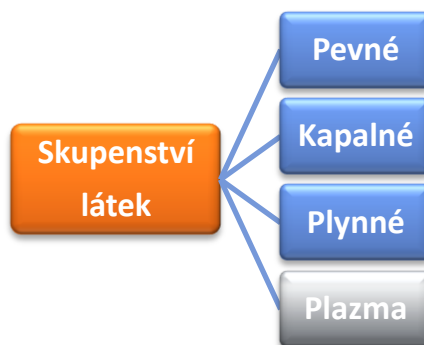 Skupenství
látek
Pevné
Kapalné
Plynné
Plazma